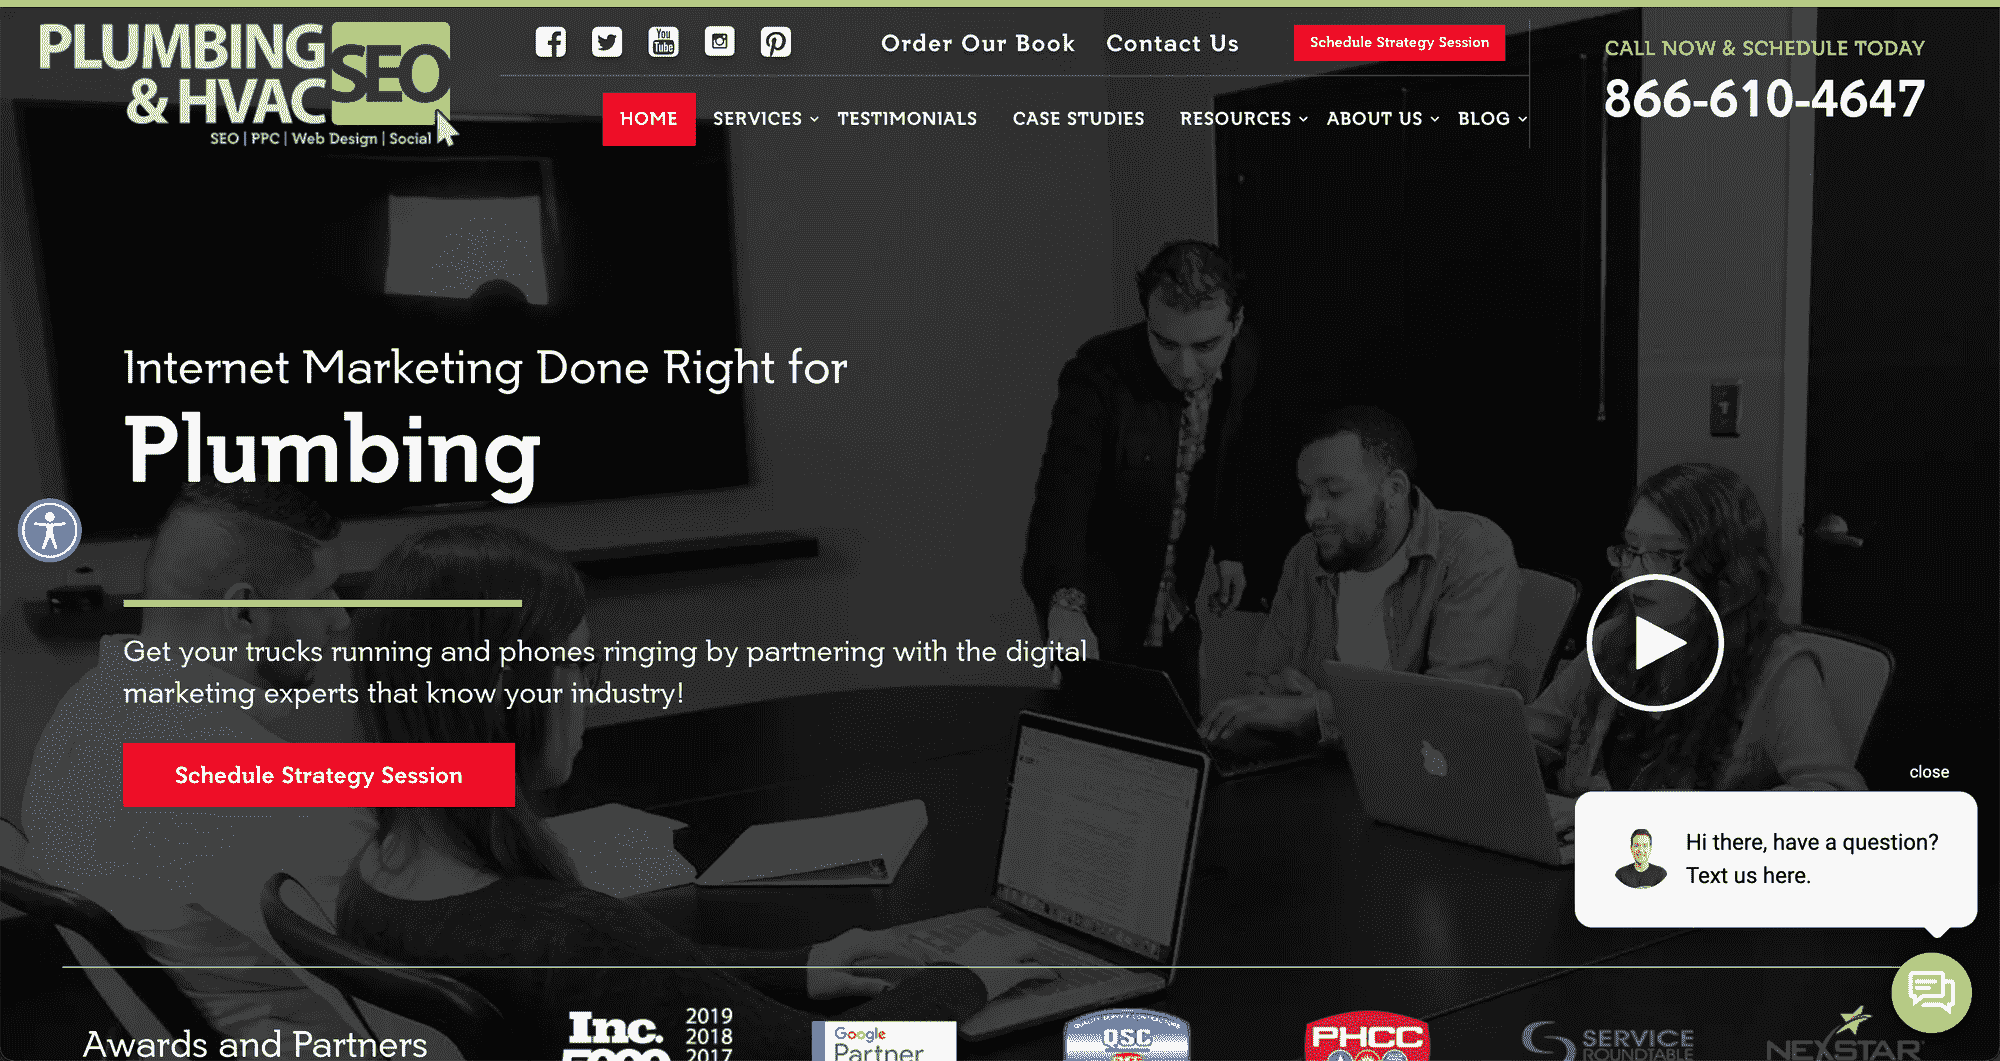 PLUMBING
& HVAC SEO
SEO | PPC | Web Design | Social
You
Tube
Order Our Book
Contact Us
Schedule Strategy Session
CALL NOW & SCHEDULE TODAY
866-610-4647
HOME
SERVICES
TESTIMONIALS
CASE STUDIES
RESOURCES
ABOUT US
BLOG
Internet Marketing Done Right for
Plumbing
Get your trucks running and phones ringing by partnering with the digital
marketing experts that know your industry!
Schedule Strategy Session
close
Hi there, have a question?
Text us here.
Awards and Partners
Inc.
5000
2019
2018
2017
Google
Partner
QSC
PHCC
SERVICE
ROUNDTABLE
NEXSTAR